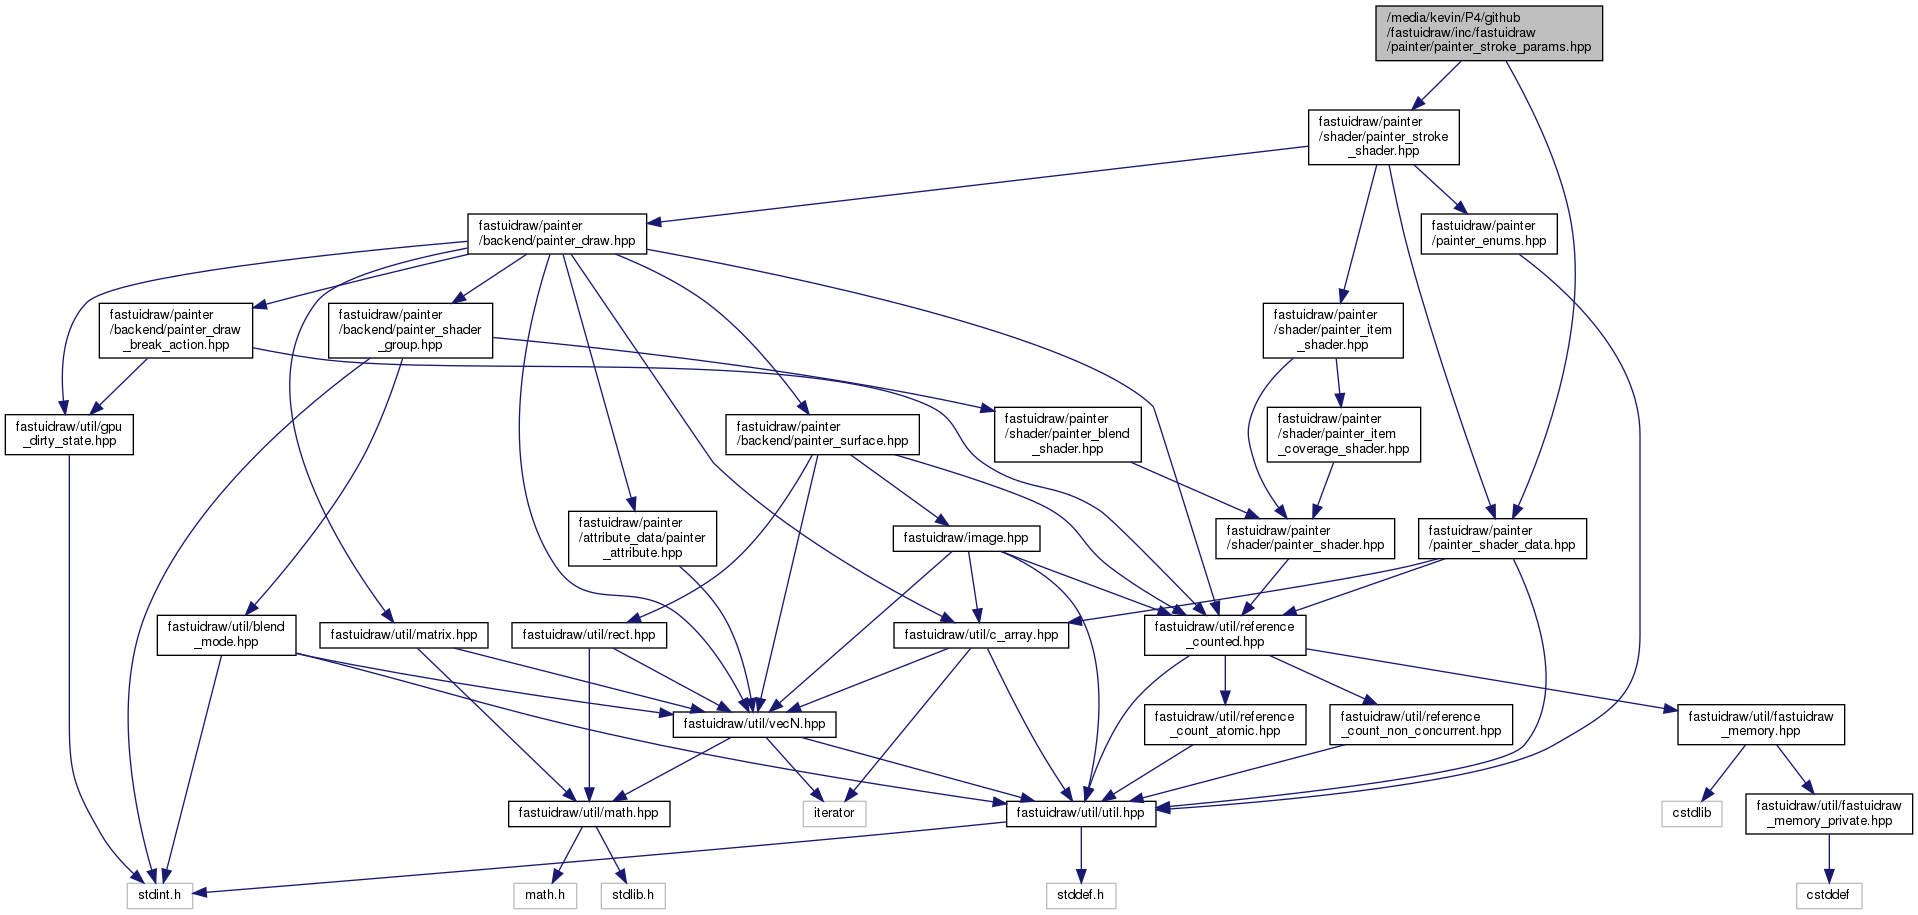 /media/kevin/P4/github
/fastuidraw/inc/fastuidraw
/painter/painter_stroke_params.hpp
fastuidraw/painter
/shader/painter_stroke
_shader.hpp
fastuidraw/painter
/backend/painter_draw.hpp
fastuidraw/painter
/painter_enums.hpp
fastuidraw/painter
/backend/painter_draw
_break_action.hpp
fastuidraw/painter
/backend/painter_shader
_group.hpp
fastuidraw/painter
/shader/painter_item
_shader.hpp
fastuidraw/util/gpu
_dirty_state.hpp
fastuidraw/painter
/backend/painter_surface.hpp
fastuidraw/painter
/shader/painter_blend
_shader.hpp
fastuidraw/painter
/shader/painter_item
_coverage_shader.hpp
fastuidraw/painter
/attribute_data/painter
_attribute.hpp
fastuidraw/image.hpp
fastuidraw/painter
/shader/painter_shader.hpp
fastuidraw/painter
/painter_shader_data.hpp
fastuidraw/util/blend
_mode.hpp
fastuidraw/util/matrix.hpp
fastuidraw/util/rect.hpp
fastuidraw/util/c_array.hpp
fastuidraw/util/reference
_counted.hpp
fastuidraw/util/vecN.hpp
fastuidraw/util/reference
_count_atomic.hpp
fastuidraw/util/reference
_count_non_concurrent.hpp
fastuidraw/util/fastuidraw
_memory.hpp
fastuidraw/util/math.hpp
iterator
fastuidraw/util/util.hpp
cstdlib
fastuidraw/util/fastuidraw
_memory_private.hpp
stdint.h
math.h
stdlib.h
stddef.h
cstddef